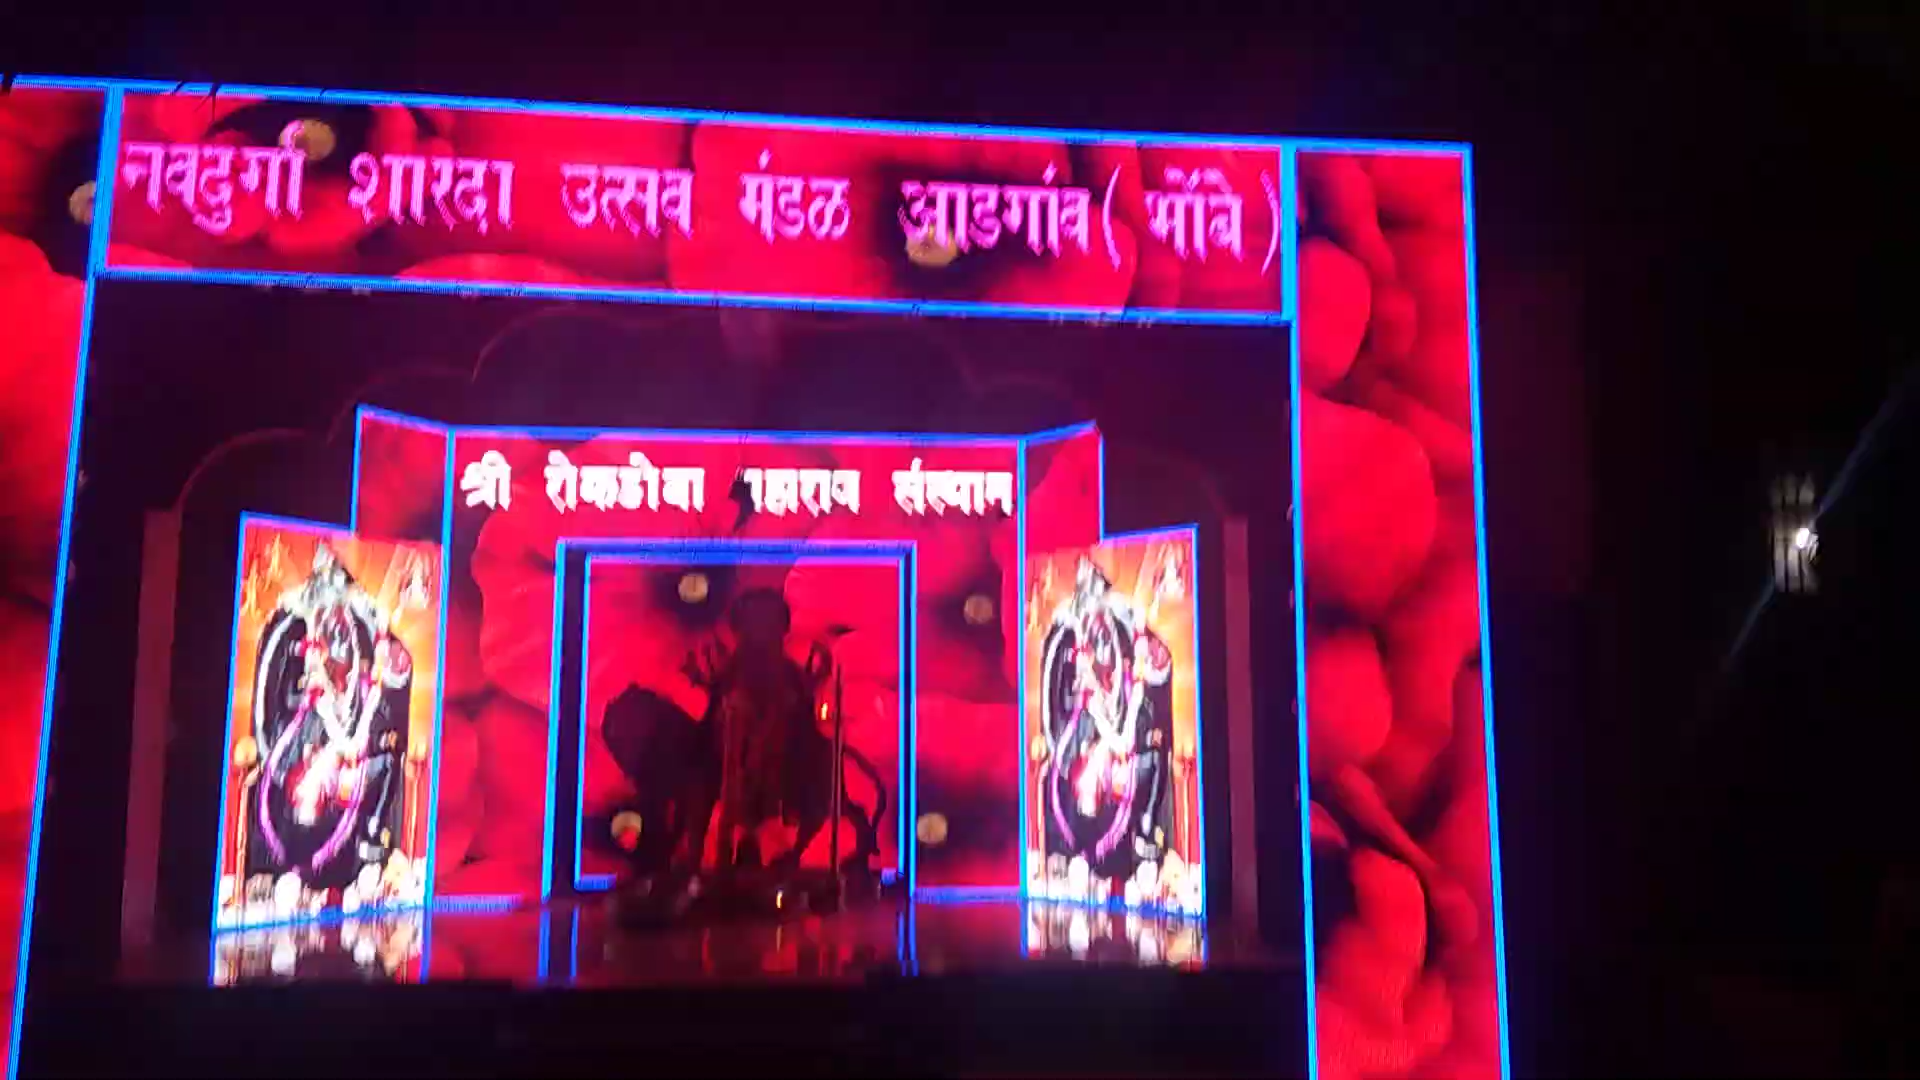 नवदुर्गा शारदा उत्सव मंडळ आडगांव ( भोंबे )
श्री रोकडोबा महाराज संस्थान